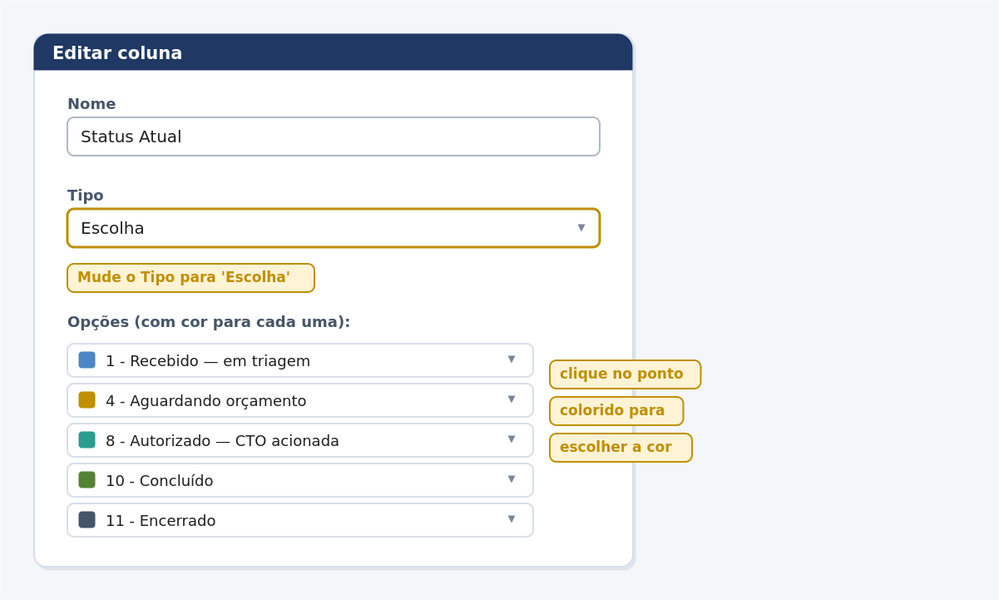 Editar coluna
Nome
Status Atual
Tipo
Escolha
Mude o Tipo para 'Escolha'
Opções (com cor para cada uma):
1 - Recebido — em triagem
4 - Aguardando orçamento
8 - Autorizado — CTO acionada
10 - Concluído
11 - Encerrado
clique no ponto
colorido para
escolher a cor